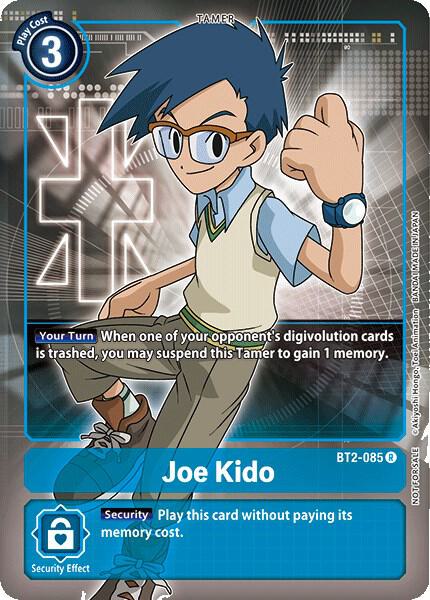 TAMER
Play Cost
3
Your Turn When one of your opponent's digivolution cards
is trashed, you may suspend this Tamer to gain 1 memory.
Joe Kido
BT2-085 R
Security Play this card without paying its
memory cost.
Security Effect
NOT FOR SALE © Akiyoshi Hongo, Toei Animation BANDAI MADE IN JAPAN